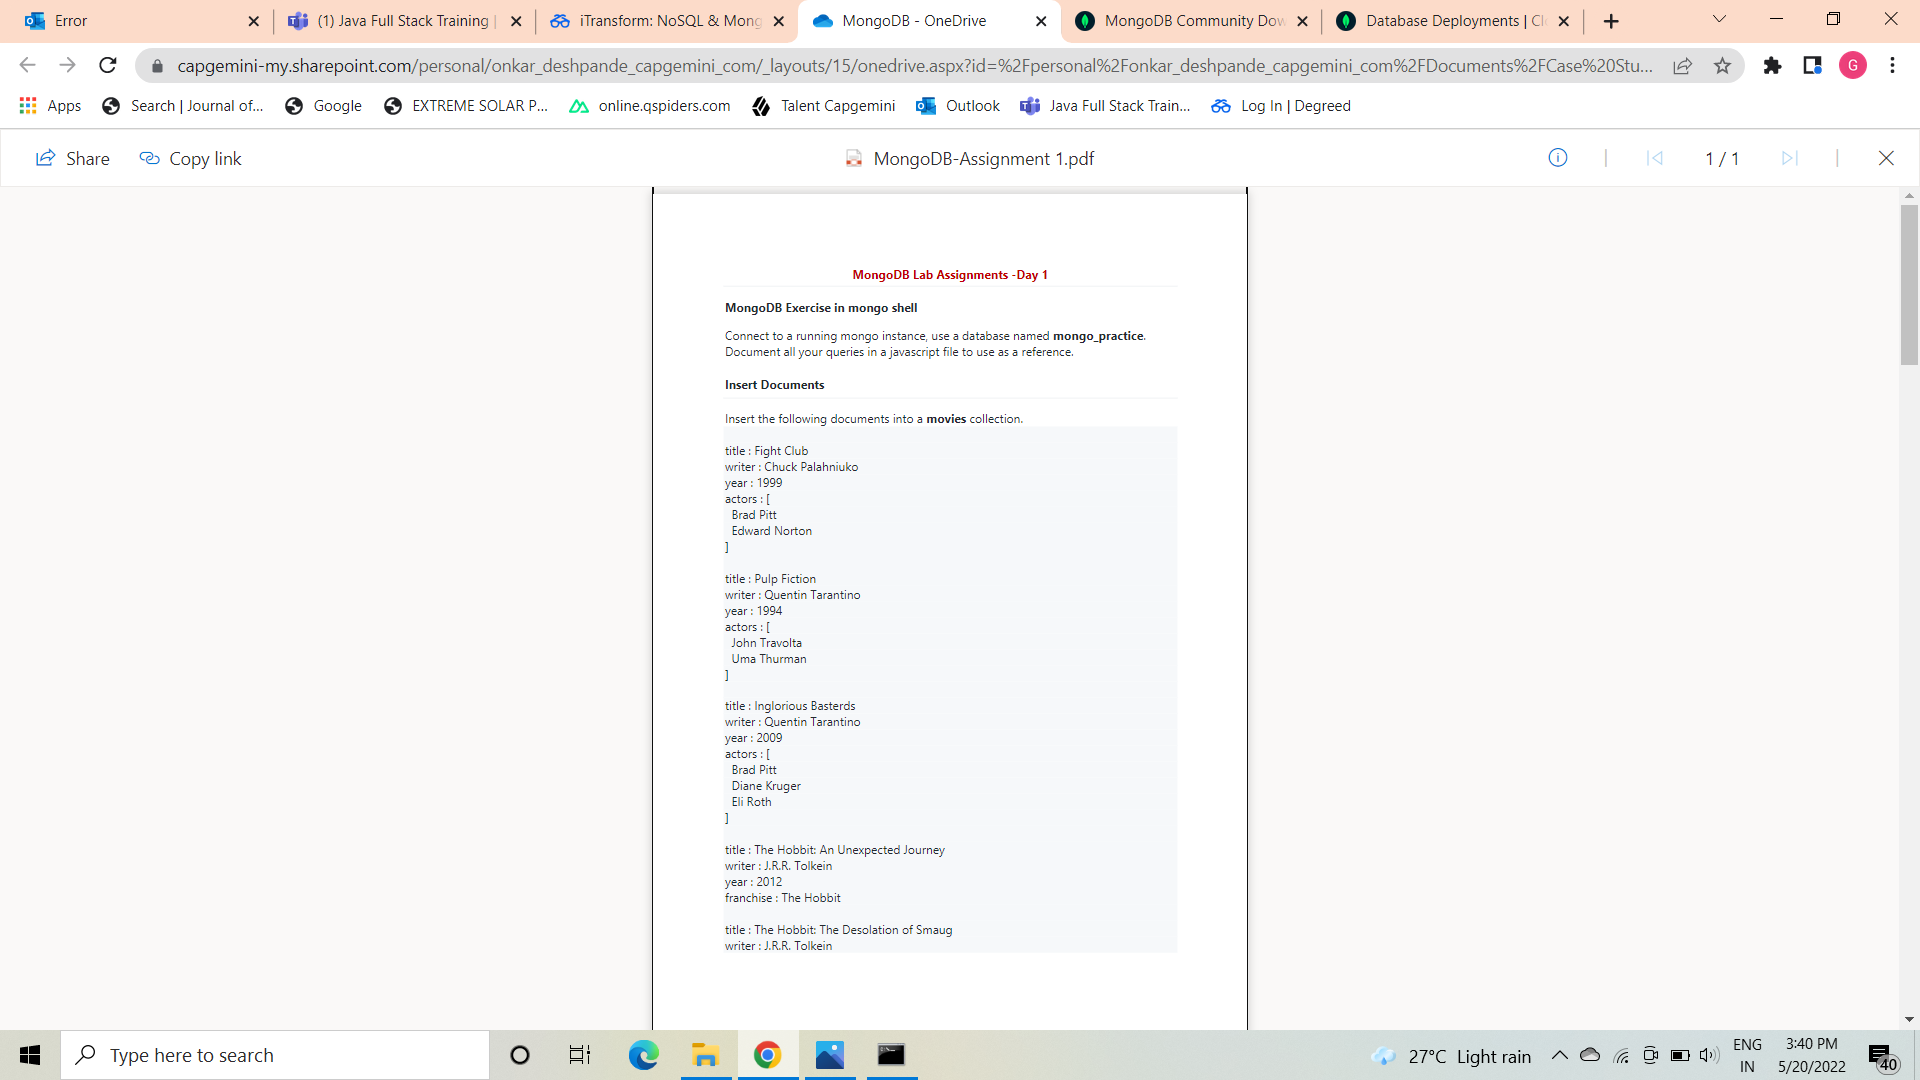 Error
(1) Java Full Stack Training |
iTransform: NoSQL & Mong
MongoDB - OneDrive
MongoDB Community Dow
Database Deployments | Clo
capgemini-my.sharepoint.com/personal/onkar_deshpande_capgemini_com/_layouts/15/onedrive.aspx?id=%2Fpersonal%2Fonkar_deshpande_capgemini_com%2FDocuments%2FCase%20Stu...
G
Apps
Search | Journal of...
Google
EXTREME SOLAR P...
online.qspiders.com
Talent Capgemini
Outlook
Java Full Stack Train...
Log In | Degreed
Share
Copy link
MongoDB-Assignment 1.pdf
1 / 1
MongoDB Lab Assignments -Day 1
MongoDB Exercise in mongo shell
Connect to a running mongo instance, use a database named mongo_practice.
Document all your queries in a javascript file to use as a reference.
Insert Documents
Insert the following documents into a movies collection.
title : Fight Club
writer : Chuck Palahniuko
year : 1999
actors : [
Brad Pitt
Edward Norton
]
title : Pulp Fiction
writer : Quentin Tarantino
year : 1994
actors : [
John Travolta
Uma Thurman
]
title : Inglorious Basterds
writer : Quentin Tarantino
year : 2009
actors : [
Brad Pitt
Diane Kruger
Eli Roth
]
title : The Hobbit: An Unexpected Journey
writer : J.R.R. Tolkein
year : 2012
franchise : The Hobbit
title : The Hobbit: The Desolation of Smaug
writer : J.R.R. Tolkein
Type here to search
27°C Light rain
ENG
IN
3:40 PM
5/20/2022
40